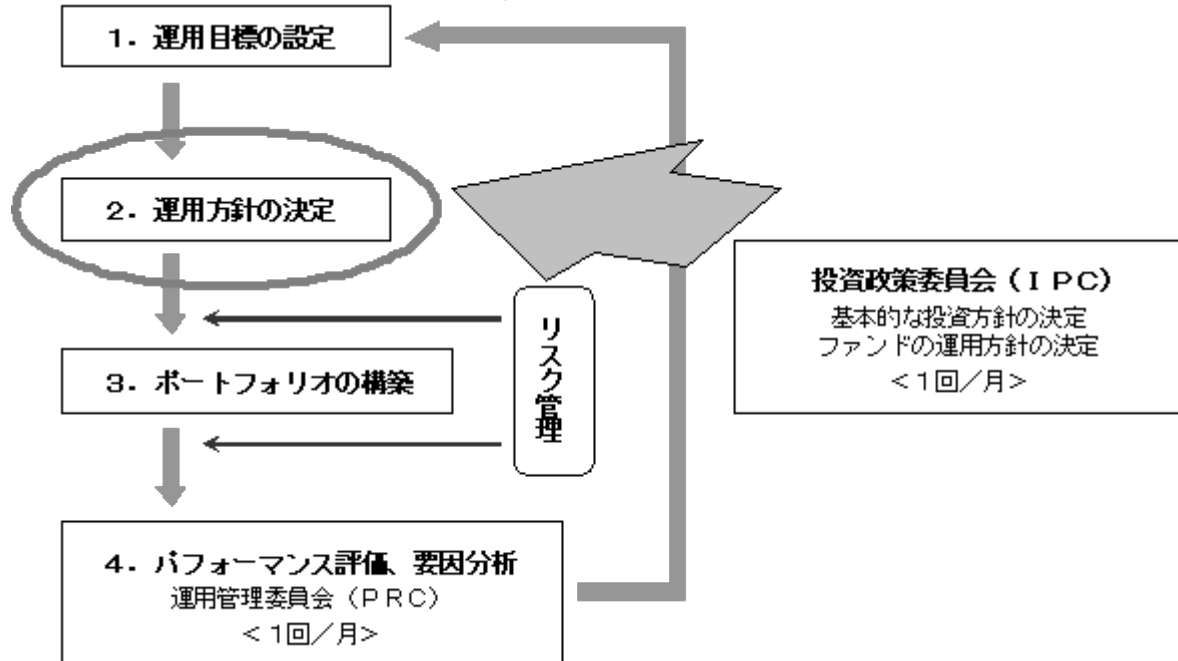 1．運用目標の設定
2．運用方針の決定
投資政策委員会（ＩＰＣ）
基本的な投資方針の決定
ファンドの運用方針の決定
＜１回／月＞
リスク管理
3．ポートフォリオの構築
4．パフォーマンス評価、要因分析
運用管理委員会（ＰＲＣ）
＜１回／月＞